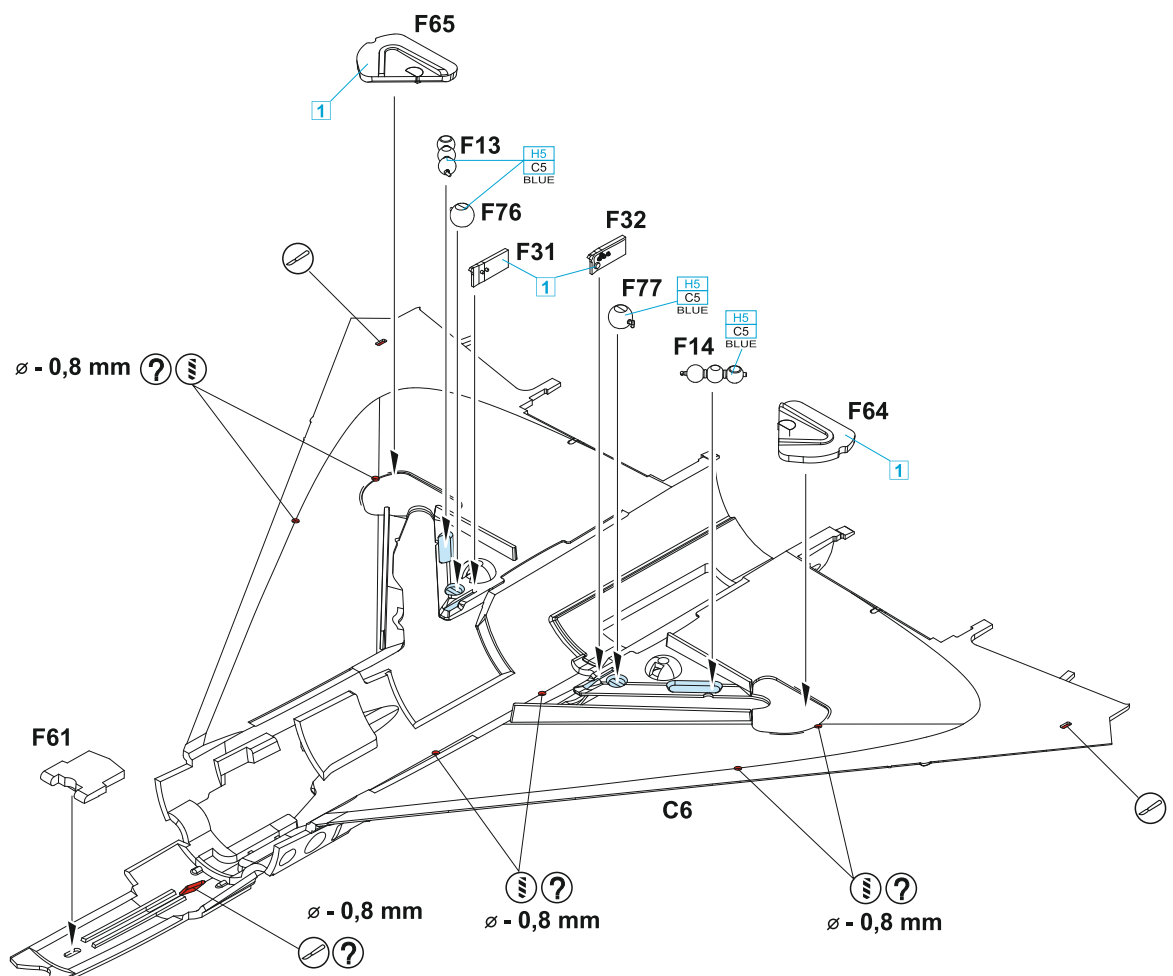 F65
1
F13
H5
C5
BLUE
F76
F32
F31
1
F77
H5
C5
BLUE
F14
H5
C5
BLUE
⌀ - 0,8 mm ?
F64
1
F61
C6
?
⌀ - 0,8 mm
⌀ - 0,8 mm
?
?
⌀ - 0,8 mm